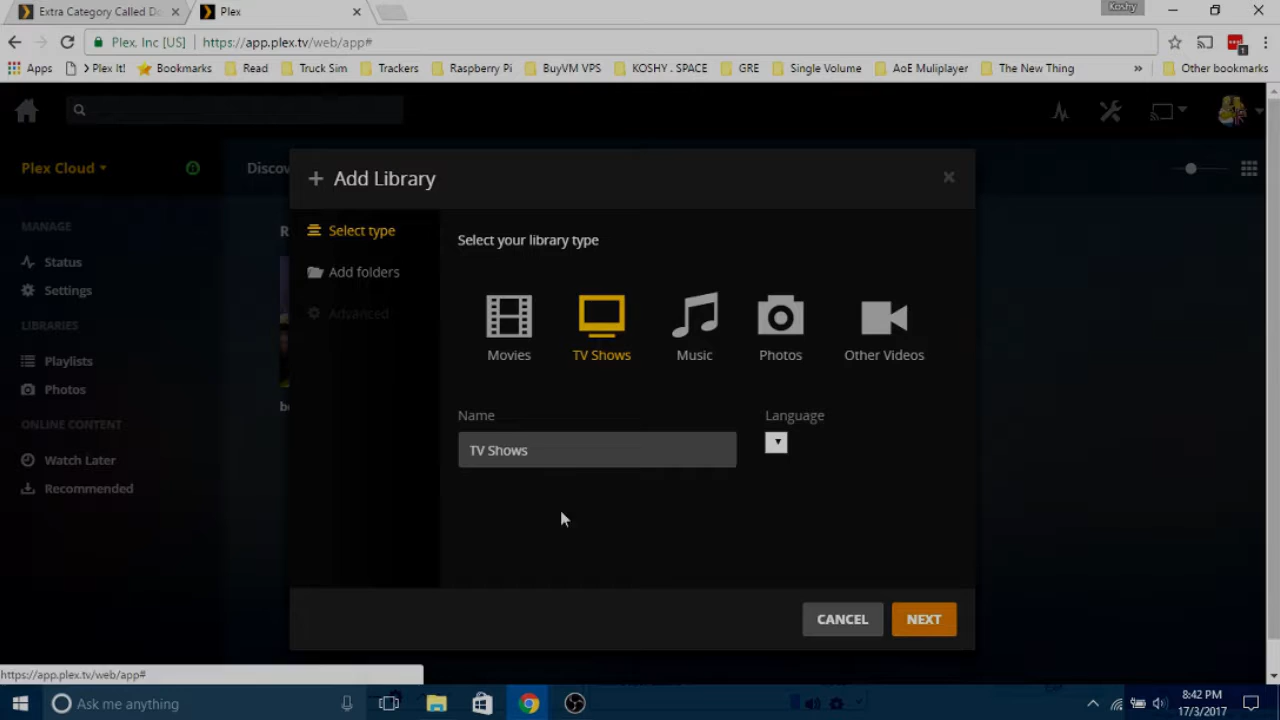 Extra Category Called Do
Plex
Koshy
Plex, Inc [US]
https://app.plex.tv/web/app#
Apps
> Plex It!
Bookmarks
Read
Truck Sim
Trackers
Raspberry Pi
BuyVM VPS
KOSHY . SPACE
GRE
Single Volume
AoE Muliplayer
The New Thing
»
Other bookmarks
Plex Cloud
Discov
+ Add Library
MANAGE
Status
Settings
LIBRARIES
Playlists
Photos
ONLINE CONTENT
Watch Later
Recommended
R
be
Select type
Add folders
Advanced
Select your library type
Movies
TV Shows
Music
Photos
Other Videos
Name
Language
TV Shows
CANCEL
NEXT
https://app.plex.tv/web/app#
Ask me anything
8:42 PM
17/3/2017